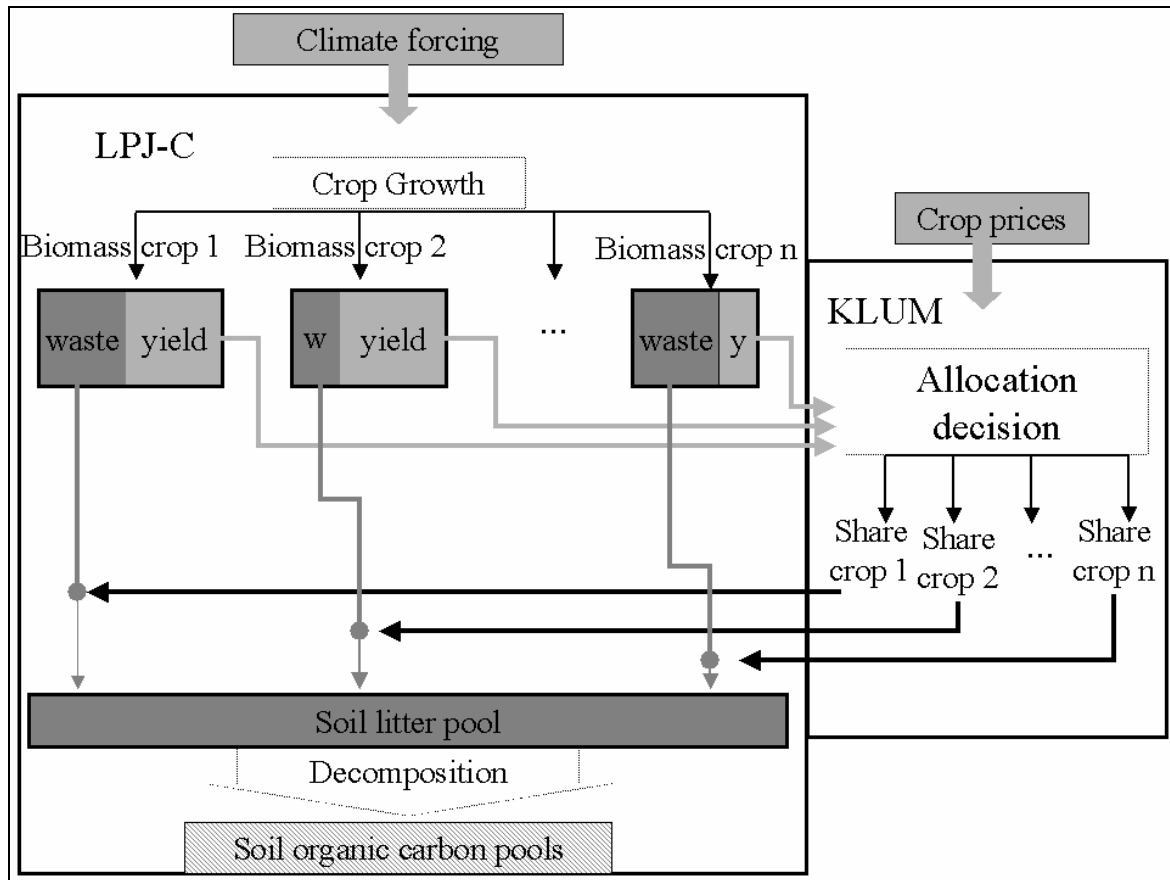 Climate forcing
LPJ-C
Crop Growth
Crop prices
Biomass crop 1
Biomass crop 2
Biomass crop n
KLUM
waste
yield
w
yield
...
waste
y
Allocation
decision
Share
crop 1
Share
crop 2
...
Share
crop n
Soil litter pool
Decomposition
Soil organic carbon pools